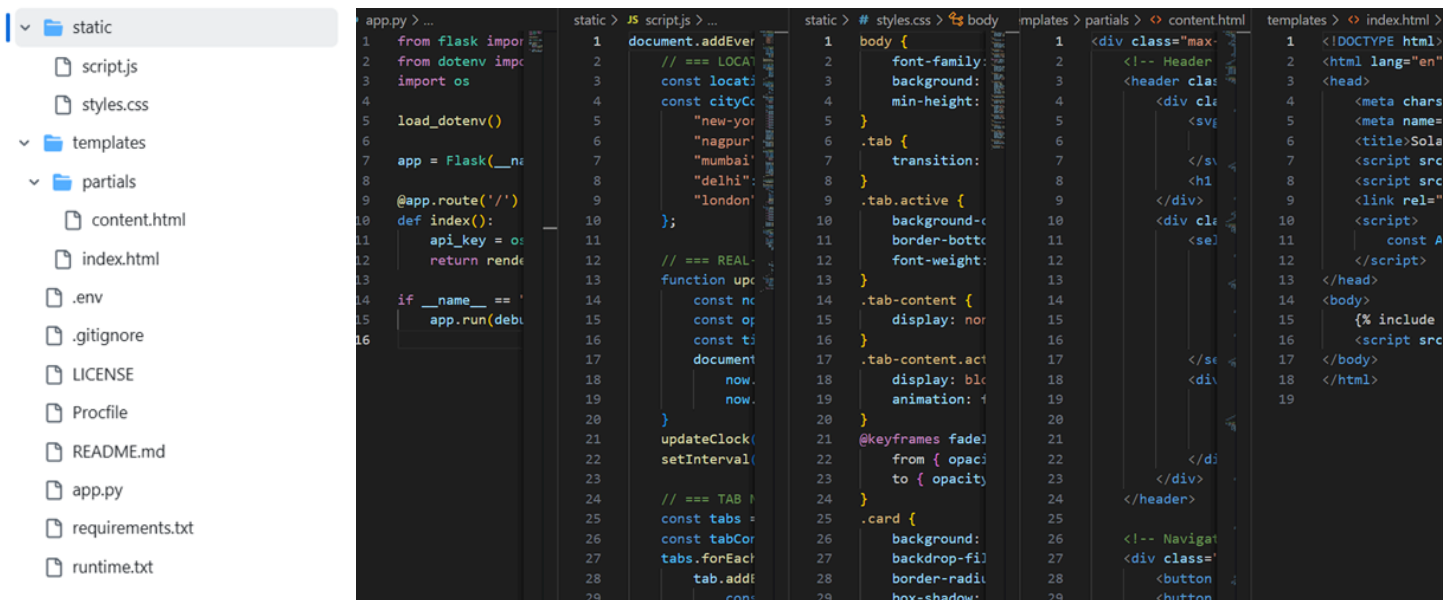 static
script.js
styles.css
templates
partials
content.html
index.html
.env
.gitignore
LICENSE
Procfile
README.md
app.py
requirements.txt
runtime.txt
app.py > ...
1 from flask impor
2 from dotenv impo
3 import os
4
5 load_dotenv()
6
7 app = Flask(__na
8
9 @app.route('/')
10 def index():
11 api_key = os
12 return rende
13
14 if __name__ == '
15 app.run(debu
16
static > JS script.js > ...
1 document.addEver
2 // === LOCAT
3 const locati
4 const cityCo
5 "new-yor
6 "nagpur"
7 "mumbai"
8 "delhi":
9 "london"
10 };
11
12 // === REAL-
13 function upd
14 const no
15 const op
16 const ti
17 document
18 now.
19 now.
20 }
21 updateClock(
22 setInterval(
23
24 // === TAB N
25 const tabs =
26 const tabCon
27 tabs.forEach
28 tab.addE
29 cons
static > # styles.css > body
1 body {
2 font-family:
3 background:
4 min-height:
5 }
6 .tab {
7 transition:
8 }
9 .tab.active {
10 background-c
11 border-botto
12 font-weight:
13 }
14 .tab-content {
15 display: non
16 }
17 .tab-content.act
18 display: blo
19 animation: f
20 }
21 @keyframes fadeI
22 from { opaci
23 to { opacity
24 }
25 .card {
26 background:
27 backdrop-fil
28 border-radiu
29 box-shadow:
mplates > partials > <> content.html
1 <div class="max-
2 <!-- Header
3 <header clas
4 <div cla
5 <svg
6
7 </sv
8 <h1
9 </div>
10 <div cla
11 <sel
12
13
14
15
16
17 </se
18 <div
19
20
21
22 </di
23 </div>
24 </header>
25
26 <!-- Navigat
27 <div class="
28 <button
29 <button
templates > <> index.html >
1 <!DOCTYPE html>
2 <html lang="en"
3 <head>
4 <meta chars
5 <meta name=
6 <title>Sola
7 <script src
8 <script src
9 <link rel="
10 <script>
11 const A
12 </script>
13 </head>
14 <body>
15 {% include
16 <script src
17 </body>
18 </html>
19